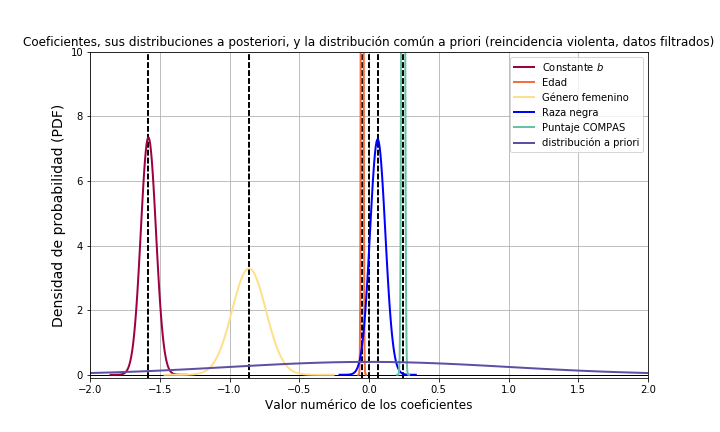 Coeficientes, sus distribuciones a posteriori, y la distribución común a priori (reincidencia violenta, datos filtrados)
Constante b
Edad
Género femenino
Raza negra
Puntaje COMPAS
distribución a priori
Densidad de probabilidad (PDF)
10
8
6
4
2
0
−2.0 −1.5 −1.0 −0.5 0.0 0.5 1.0 1.5 2.0
Valor numérico de los coeficientes